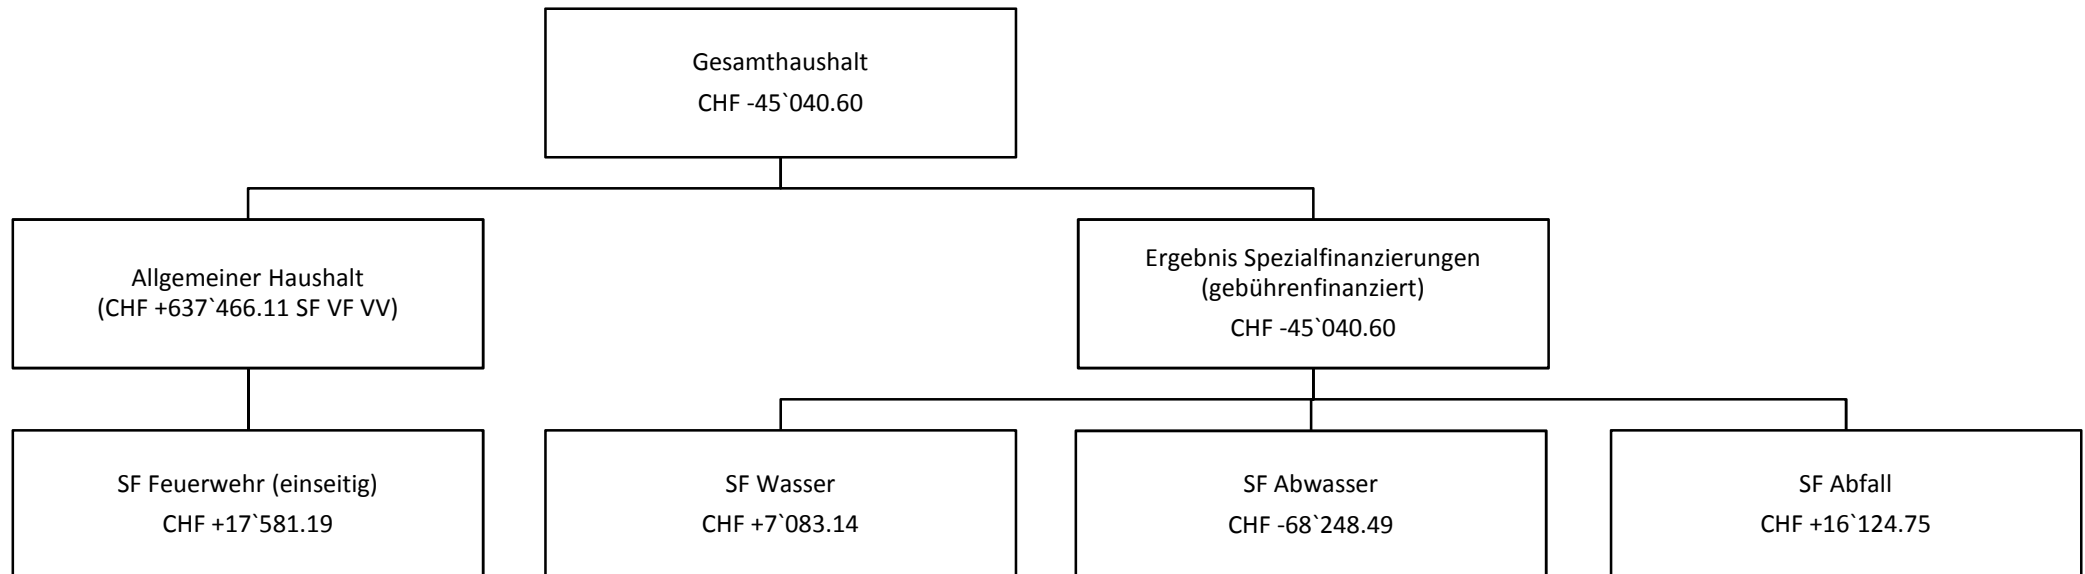 Gesamthaushalt
CHF -45`040.60
Allgemeiner Haushalt
(CHF +637`466.11 SF VF VV)
Ergebnis Spezialfinanzierungen
(gebührenfinanziert)
CHF -45`040.60
SF Feuerwehr (einseitig)
CHF +17`581.19
SF Wasser
CHF +7`083.14
SF Abwasser
CHF -68`248.49
SF Abfall
CHF +16`124.75